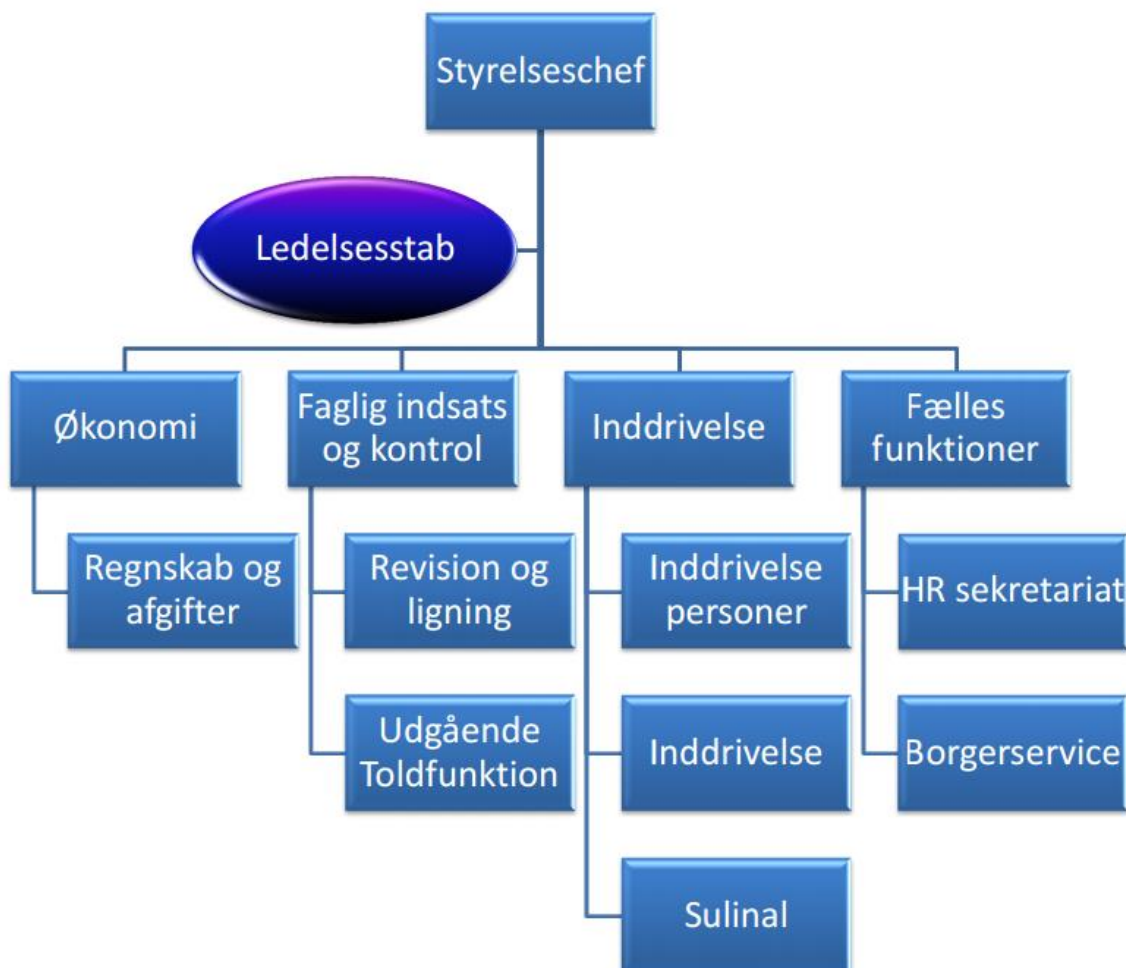 Styrelseschef
Ledelsesstab
Økonomi
Faglig indsats
og kontrol
Inddrivelse
Fælles
funktioner
Regnskab og
afgifter
Revision og
ligning
Inddrivelse
personer
HR sekretariat
Udgående
Toldfunktion
Inddrivelse
Borgerservice
Sulinal